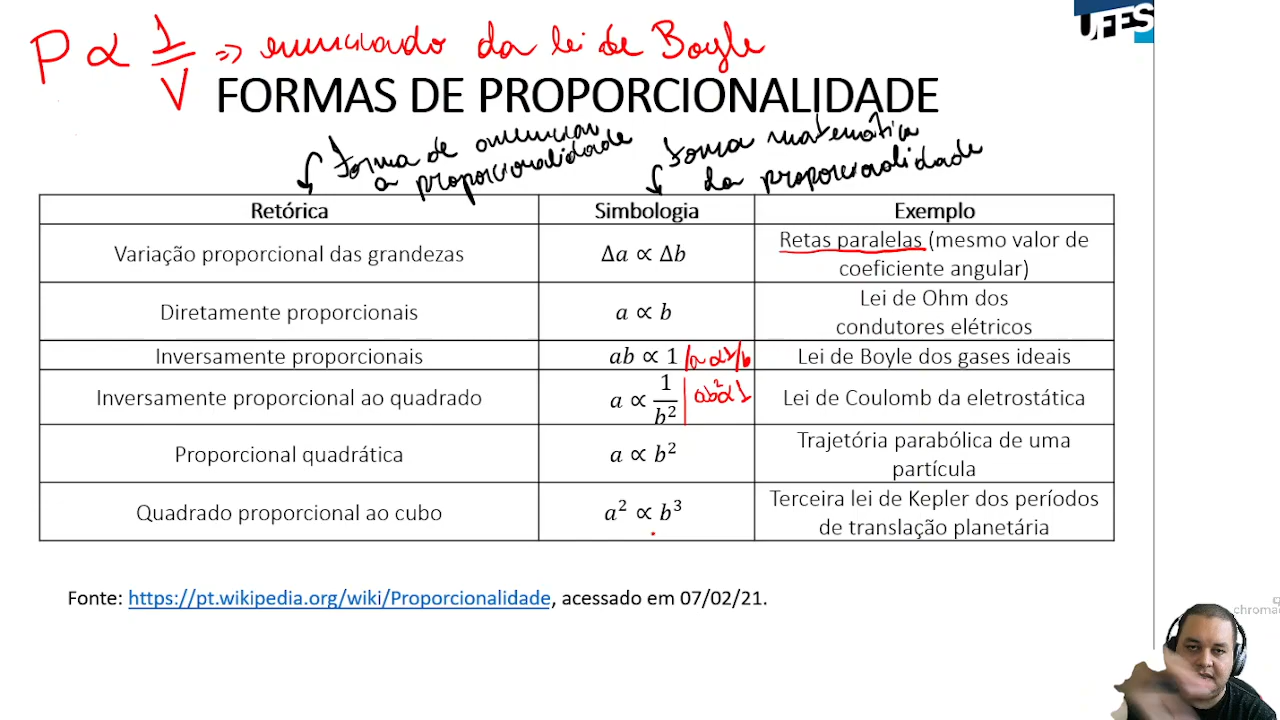 P ∝ 1/V => enunciado da lei de Boyle
UFES
FORMAS DE PROPORCIONALIDADE
forma de enunciar
a proporcionalidade
forma matemática
da proporcionalidade
Retórica Simbologia Exemplo
Variação proporcional das grandezas Δa ∝ Δb Retas paralelas (mesmo valor de
coeficiente angular)
Diretamente proporcionais a ∝ b Lei de Ohm dos
condutores elétricos
Inversamente proporcionais ab ∝ 1 | a ∝ 1/b Lei de Boyle dos gases ideais
Inversamente proporcional ao quadrado a ∝ 1/b² | ab² ∝ 1 Lei de Coulomb da eletrostática
Proporcional quadrática a ∝ b² Trajetória parabólica de uma
partícula
Quadrado proporcional ao cubo a² ∝ b³ Terceira lei de Kepler dos períodos
de translação planetária
Fonte: https://pt.wikipedia.org/wiki/Proporcionalidade, acessado em 07/02/21.